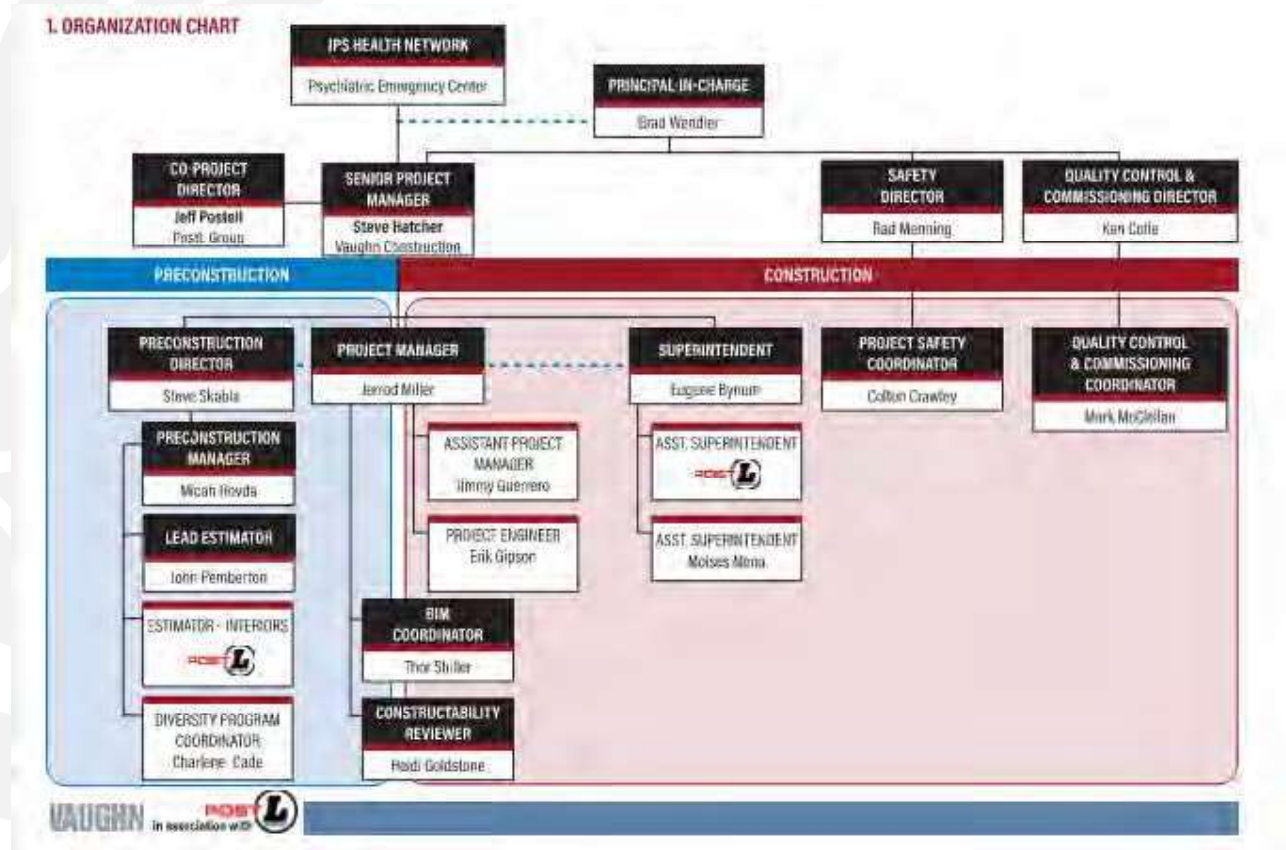 1. ORGANIZATION CHART
IPS HEALTH NETWORK
Psychiatric Emergency Center
PRINCIPAL IN-CHARGE
Brad Wendler
CO-PROJECT
DIRECTOR
Jeff Postell
PostL Group
SENIOR PROJECT
MANAGER
Steve Hatcher
Vaughn Construction
SAFETY
DIRECTOR
Rad Menning
QUALITY CONTROL &
COMMISSIONING DIRECTOR
Ken
PRECONSTRUCTION
CONSTRUCTION
PRECONSTRUCTION
DIRECTOR
Steve Skabla
PROJECT MANAGER
Jerrod Miller
SUPERINTENDENT
Eugene Bynum
PROJECT SAFETY
COORDINATOR
Colton Crawley
QUALITY CONTROL
& COMMISSIONING
COORDINATOR
Mark McClellan
PRECONSTRUCTION
MANAGER
Micah Hovda
ASSISTANT PROJECT
MANAGER
Jimmy Guerrero
ASST. SUPERINTENDENT
POST L
LEAD ESTIMATOR
John Pemberton
PROJECT ENGINEER
Erik Gipson
ASST. SUPERINTENDENT
Moises Mena
ESTIMATOR - INTERIORS
POST L
BIM
COORDINATOR
Thor
DIVERSITY PROGRAM
COORDINATOR
Charlene Cade
CONSTRUCTABILITY
REVIEWER
Heidi Goldstone
VAUGHN in association with POST L